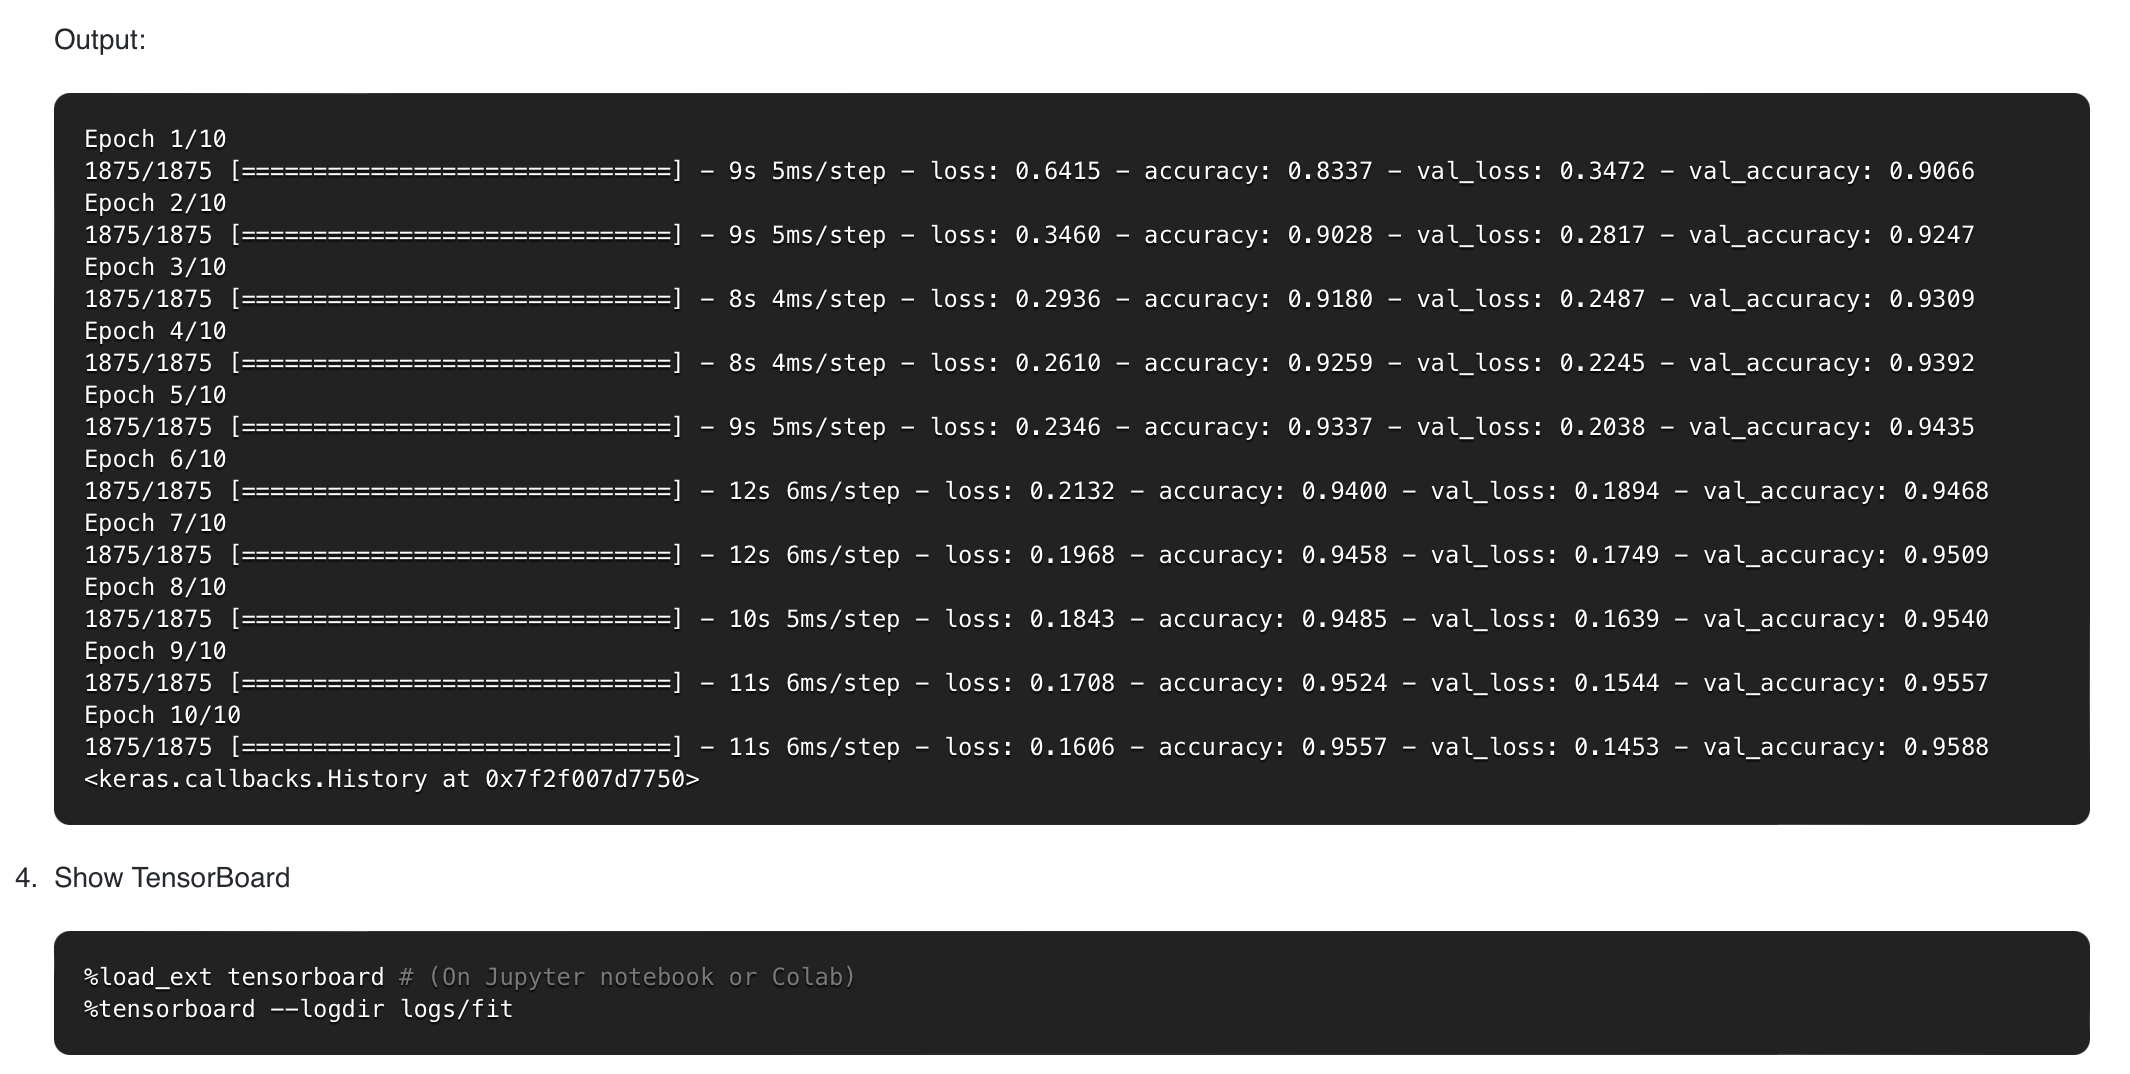 Output:
Epoch 1/10
1875/1875 [==============================] - 9s 5ms/step - loss: 0.6415 - accuracy: 0.8337 - val_loss: 0.3472 - val_accuracy: 0.9066
Epoch 2/10
1875/1875 [==============================] - 9s 5ms/step - loss: 0.3460 - accuracy: 0.9028 - val_loss: 0.2817 - val_accuracy: 0.9247
Epoch 3/10
1875/1875 [==============================] - 8s 4ms/step - loss: 0.2936 - accuracy: 0.9180 - val_loss: 0.2487 - val_accuracy: 0.9309
Epoch 4/10
1875/1875 [==============================] - 8s 4ms/step - loss: 0.2610 - accuracy: 0.9259 - val_loss: 0.2245 - val_accuracy: 0.9392
Epoch 5/10
1875/1875 [==============================] - 9s 5ms/step - loss: 0.2346 - accuracy: 0.9337 - val_loss: 0.2038 - val_accuracy: 0.9435
Epoch 6/10
1875/1875 [==============================] - 12s 6ms/step - loss: 0.2132 - accuracy: 0.9400 - val_loss: 0.1894 - val_accuracy: 0.9468
Epoch 7/10
1875/1875 [==============================] - 12s 6ms/step - loss: 0.1968 - accuracy: 0.9458 - val_loss: 0.1749 - val_accuracy: 0.9509
Epoch 8/10
1875/1875 [==============================] - 10s 5ms/step - loss: 0.1843 - accuracy: 0.9485 - val_loss: 0.1639 - val_accuracy: 0.9540
Epoch 9/10
1875/1875 [==============================] - 11s 6ms/step - loss: 0.1708 - accuracy: 0.9524 - val_loss: 0.1544 - val_accuracy: 0.9557
Epoch 10/10
1875/1875 [==============================] - 11s 6ms/step - loss: 0.1606 - accuracy: 0.9557 - val_loss: 0.1453 - val_accuracy: 0.9588
<keras.callbacks.History at 0x7f2f007d7750>
4. Show TensorBoard
%load_ext tensorboard # (On Jupyter notebook or Colab)
%tensorboard --logdir logs/fit